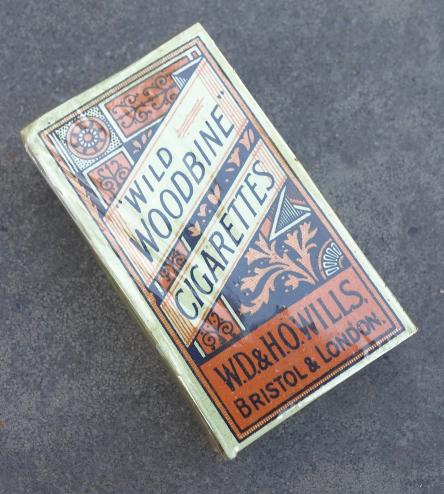 "WILD
WOODBINE"
CIGARETTES
W.D.&H.O.WILLS.
BRISTOL & LONDON.